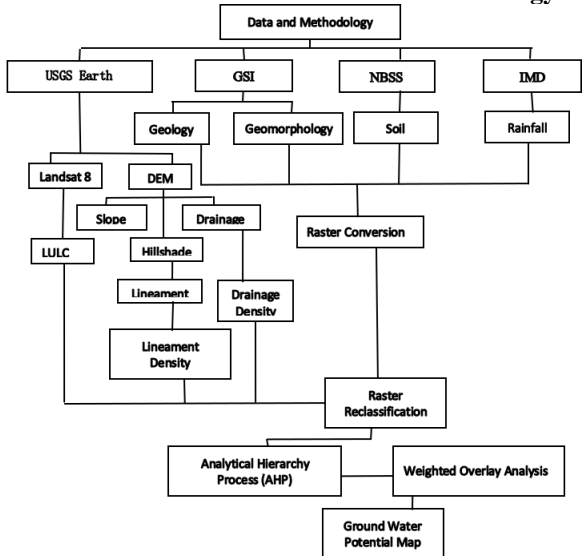 gy
Data and Methodology
USGS Earth
GSI
NBSS
IMD
Geology
Geomorphology
Soil
Rainfall
Landsat 8
DEM
Slope
Drainage
Raster Conversion
LULC
Hillshade
Lineament
Drainage
Density
Lineament
Density
Raster
Reclassification
Analytical Hierarchy
Process (AHP)
Weighted Overlay Analysis
Ground Water
Potential Map